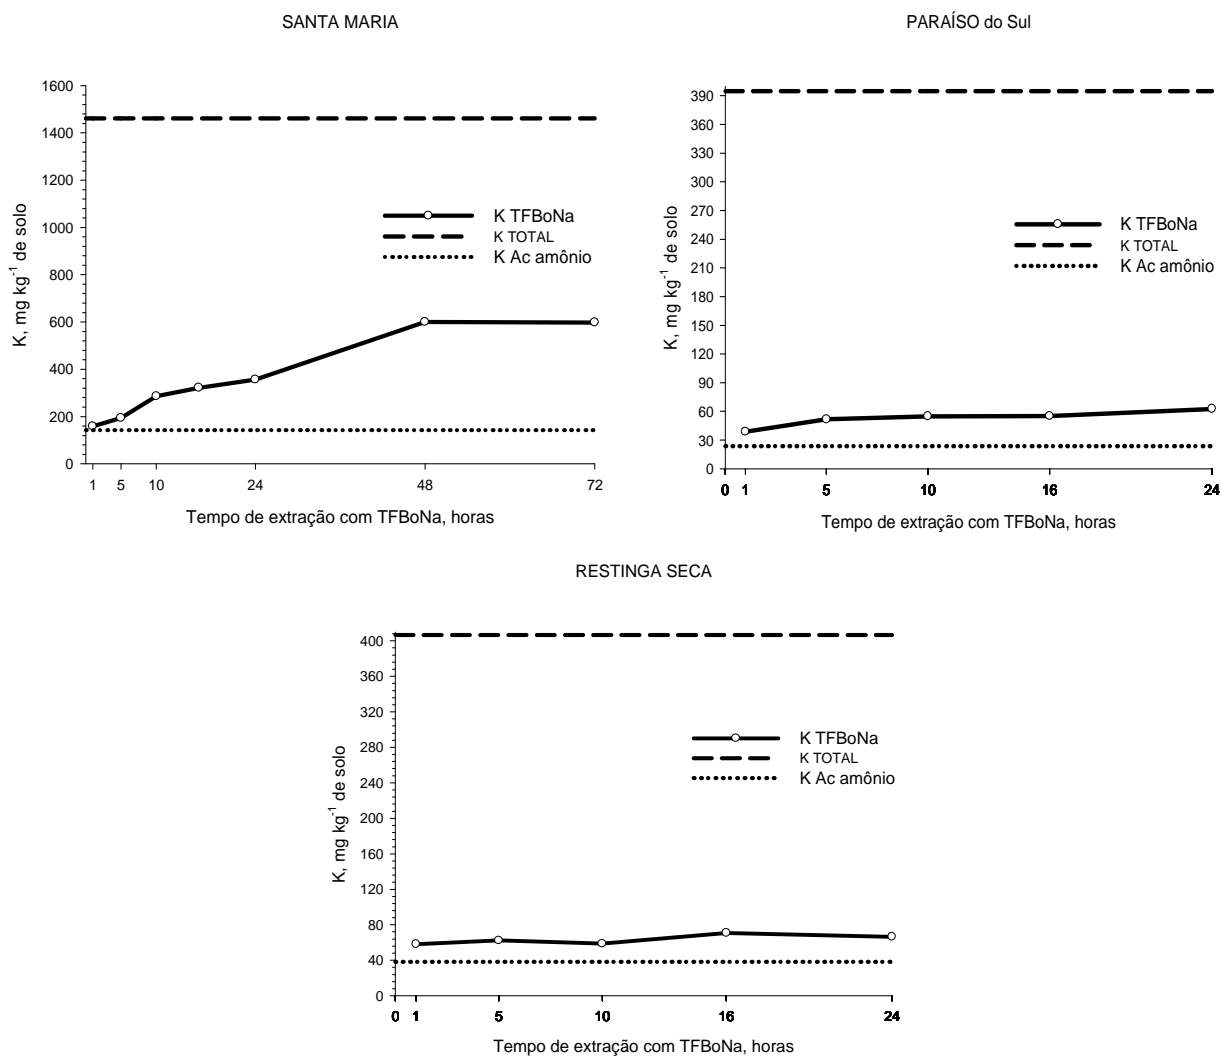 SANTA MARIA
K, mg kg⁻¹ de solo
1600
1400
1200
1000
800
600
400
200
0
K TFBoNa
K TOTAL
K Ac amônio
1 5 10 24 48 72
Tempo de extração com TFBoNa, horas
PARAÍSO do Sul
K, mg kg⁻¹ de solo
390
360
330
300
270
240
210
180
150
120
90
60
30
0
K TFBoNa
K TOTAL
K Ac amônio
0 1 5 10 16 24
Tempo de extração com TFBoNa, horas
RESTINGA SECA
K, mg kg⁻¹ de solo
400
360
320
280
240
200
160
120
80
40
0
K TFBoNa
K TOTAL
K Ac amônio
0 1 5 10 16 24
Tempo de extração com TFBoNa, horas